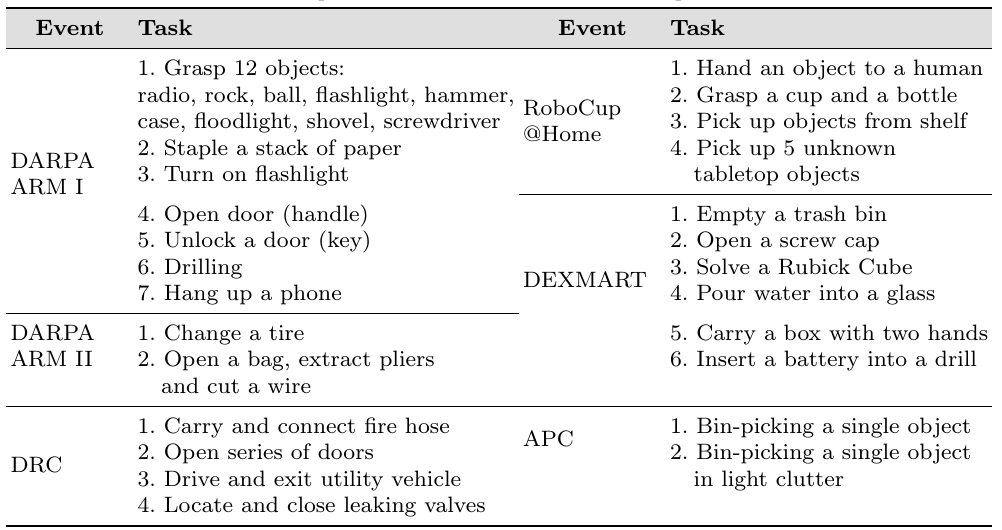 Event Task
DARPA ARM I
1. Grasp 12 objects:
radio, rock, ball, flashlight, hammer,
case, floodlight, shovel, screwdriver
2. Staple a stack of paper
3. Turn on flashlight
4. Open door (handle)
5. Unlock a door (key)
6. Drilling
7. Hang up a phone
DARPA
ARM II
1. Change a tire
2. Open a bag, extract pliers
and cut a wire
DRC
1. Carry and connect fire hose
2. Open series of doors
3. Drive and exit utility vehicle
4. Locate and close leaking valves
Event Task
RoboCup
@Home
1. Hand an object to a human
2. Grasp a cup and a bottle
3. Pick up objects from shelf
4. Pick up 5 unknown
tabletop objects
DEXMART
1. Empty a trash bin
2. Open a screw cap
3. Solve a Rubick Cube
4. Pour water into a glass
5. Carry a box with two hands
6. Insert a battery into a drill
APC
1. Bin-picking a single object
2. Bin-picking a single object
in light clutter